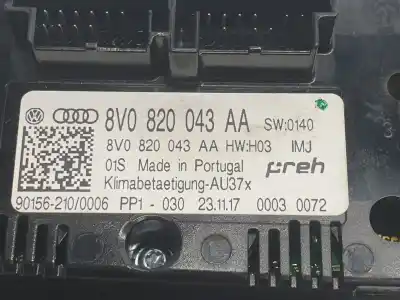 8V0 820 043 AA SW:0140
8V0 820 043 AA HW:H03 IMJ
01S Made in Portugal preh
Klimabetaetigung-AU37x
90156-210/0006 PP1 - 030 23.11.17 0003 0072